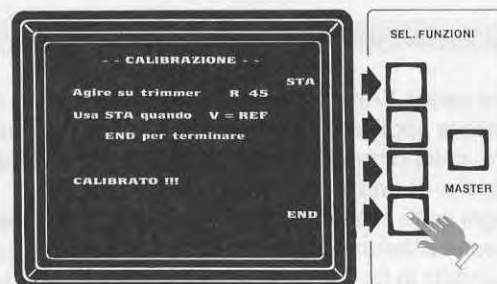 - - CALIBRAZIONE - -
STA
Agire su trimmer R 45
Usa STA quando V = REF
END per terminare
CALIBRATO !!!
END
SEL. FUNZIONI
MASTER